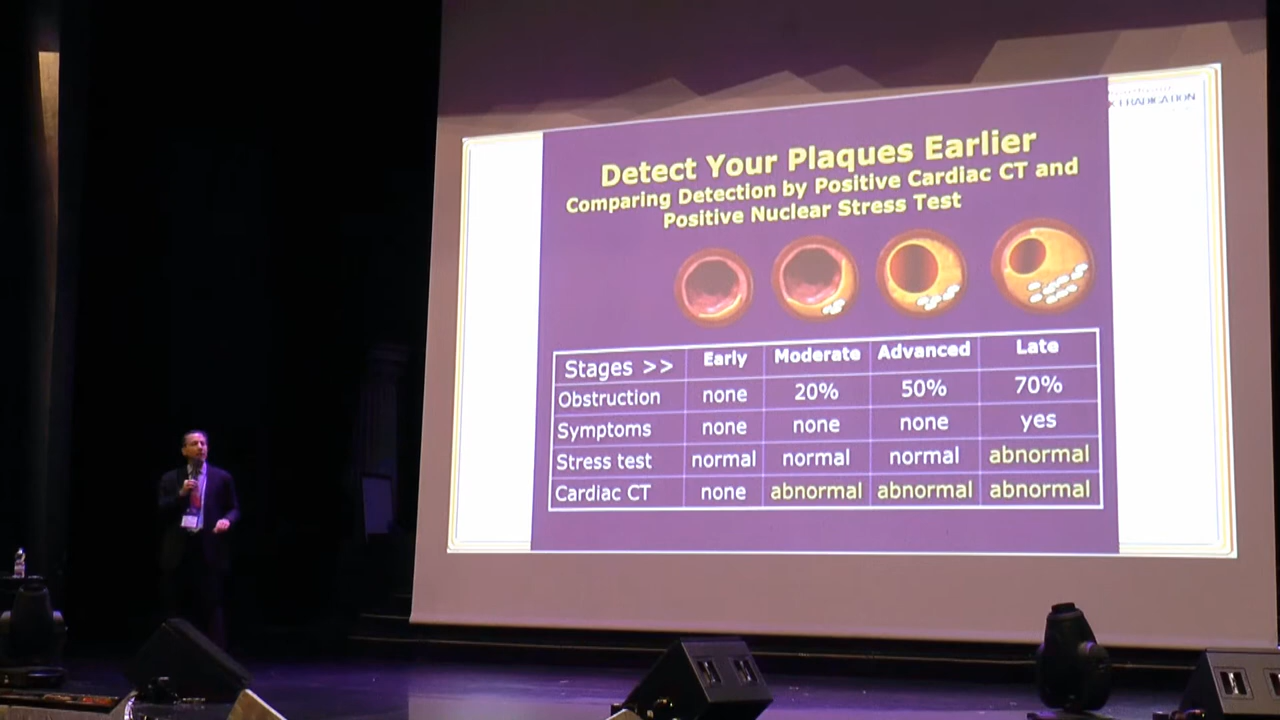 ERADICATION
Detect Your Plaques Earlier
Comparing Detection by Positive Cardiac CT and
Positive Nuclear Stress Test
Stages >> Early Moderate Advanced Late
Obstruction none 20% 50% 70%
Symptoms none none none yes
Stress test normal normal normal abnormal
Cardiac CT none abnormal abnormal abnormal